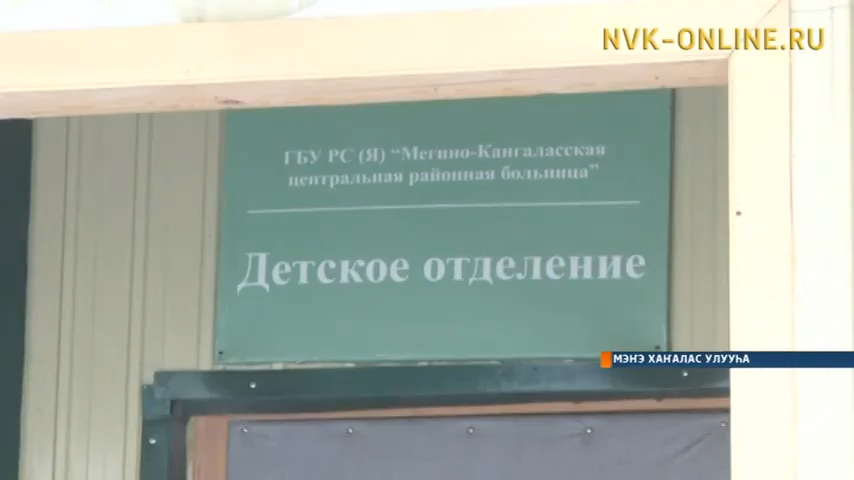 NVK-ONLINE.RU
ГБУ РС (Я) “Мегино-Кангаласская
центральная районная больница”
Детское отделение
МЭҤЭ ХАҤАЛАС УЛУУҺА